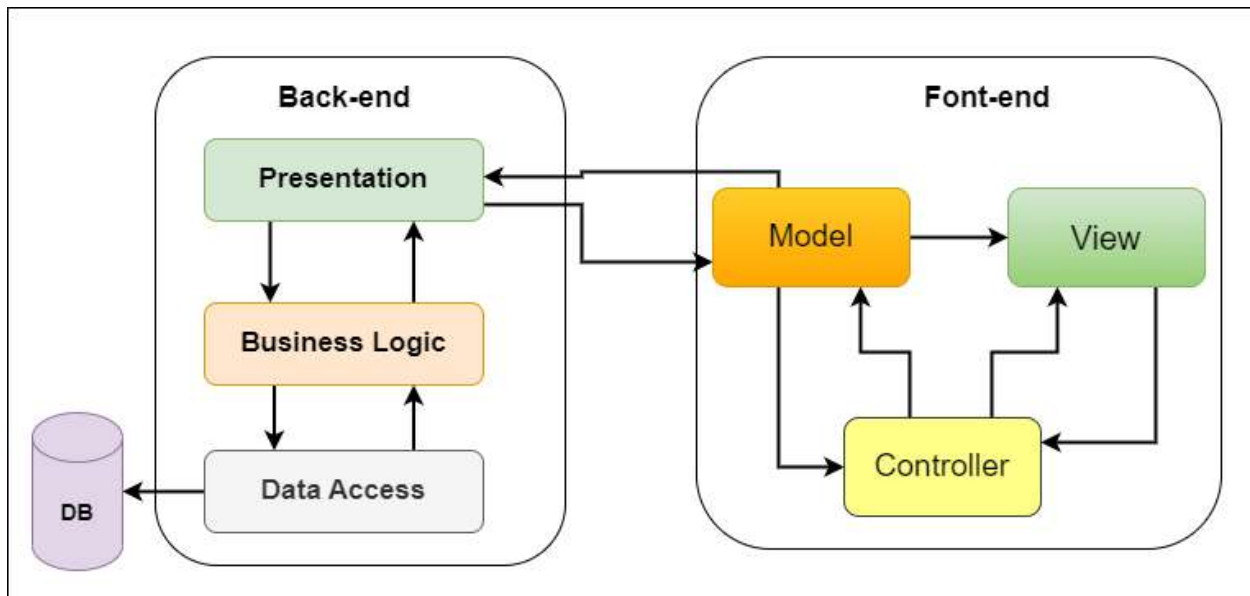 Back-end
Font-end
Presentation
Model
View
Business Logic
Controller
Data Access
DB